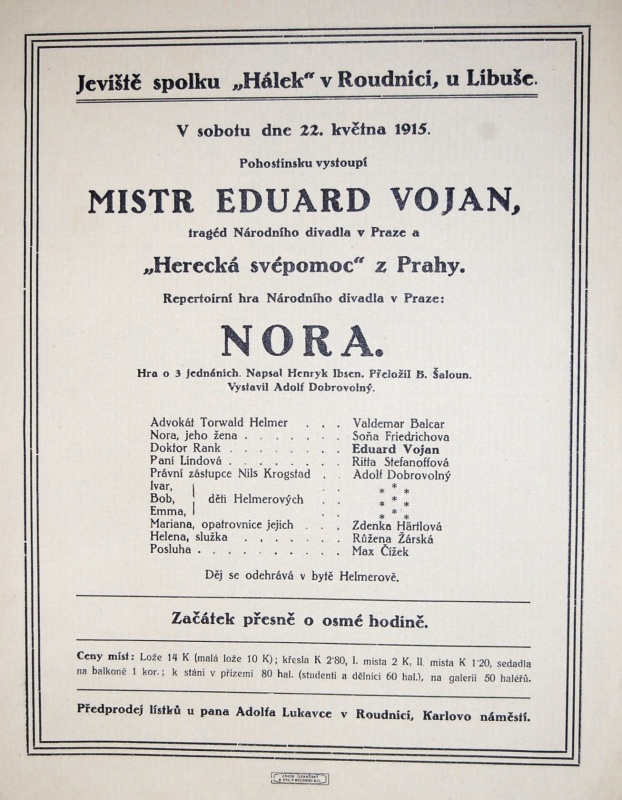 Jeviště spolku „Hálek“ v Roudnici, u Libuše.
V sobotu dne 22. května 1915.
Pohostinsku vystoupí
MISTR EDUARD VOJAN,
tragéd Národního divadla v Praze a
„Herecká svépomoc“ z Prahy.
Repertoirní hra Národního divadla v Praze:
NORA.
Hra o 3 jednáních. Napsal Henryk Ibsen. Přeložil B. Šaloun.
Vystavil Adolf Dobrovolný.
Advokát Torwald Helmer . . . Valdemar Balcar
Nora, jeho žena . . . . . . . Soňa Friedrichova
Doktor Rank . . . . . . . . Eduard Vojan
Paní Lindová . . . . . . . . Ritta Stefanoffová
Právní zástupce Nils Krogstad . . Adolf Dobrovolný
Ivar, . . * * *
Bob, děti Helmerových . . * * *
Emma, . . * * *
Mariana, opatrovnice jejich . . . Zdenka Härtlová
Helena, služka . . . . . . . Růžena Žárská
Posluha . . . . . . . . . . Max Čížek
Děj se odehrává v bytě Helmerově.
Začátek přesně o osmé hodině.
Ceny míst: Lože 14 K (malá lože 10 K); křesla K 2·80, I. místa 2 K, II. místa K 1·20, sedadla
na balkoně 1 kor.; k stání v přízemí 80 hal. (studenti a dělníci 60 hal.), na galerii 50 haléřů.
Předprodej lístků u pana Adolfa Lukavce v Roudnici, Karlovo náměstí.